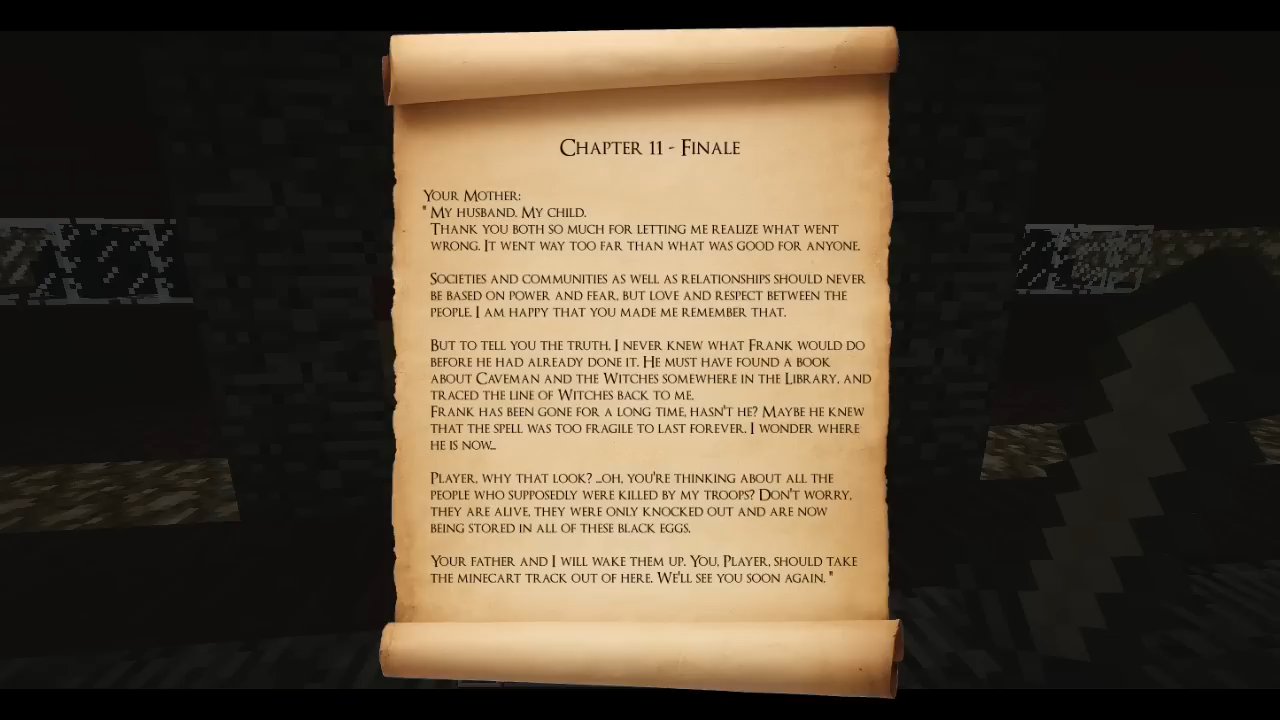 Chapter 11 - Finale
Your Mother:
" My husband. My child.
Thank you both so much for letting me realize what went
wrong. It went way too far than what was good for anyone.
Societies and communities as well as relationships should never
be based on power and fear, but love and respect between the
people. I am happy that you made me remember that.
But to tell you the truth, I never knew what Frank would do
before he had already done it. He must have found a book
about Caveman and the Witches somewhere in the Library, and
traced the line of Witches back to me.
Frank has been gone for a long time, hasn't he? Maybe he knew
that the spell was too fragile to last forever. I wonder where
he is now...
Player, why that look? ...oh, you're thinking about all the
people who supposedly were killed by my troops? Don't worry,
they are alive, they were only knocked out and are now
being stored in all of these black eggs.
Your father and I will wake them up. You, Player, should take
the minecart track out of here. We'll see you soon again. "